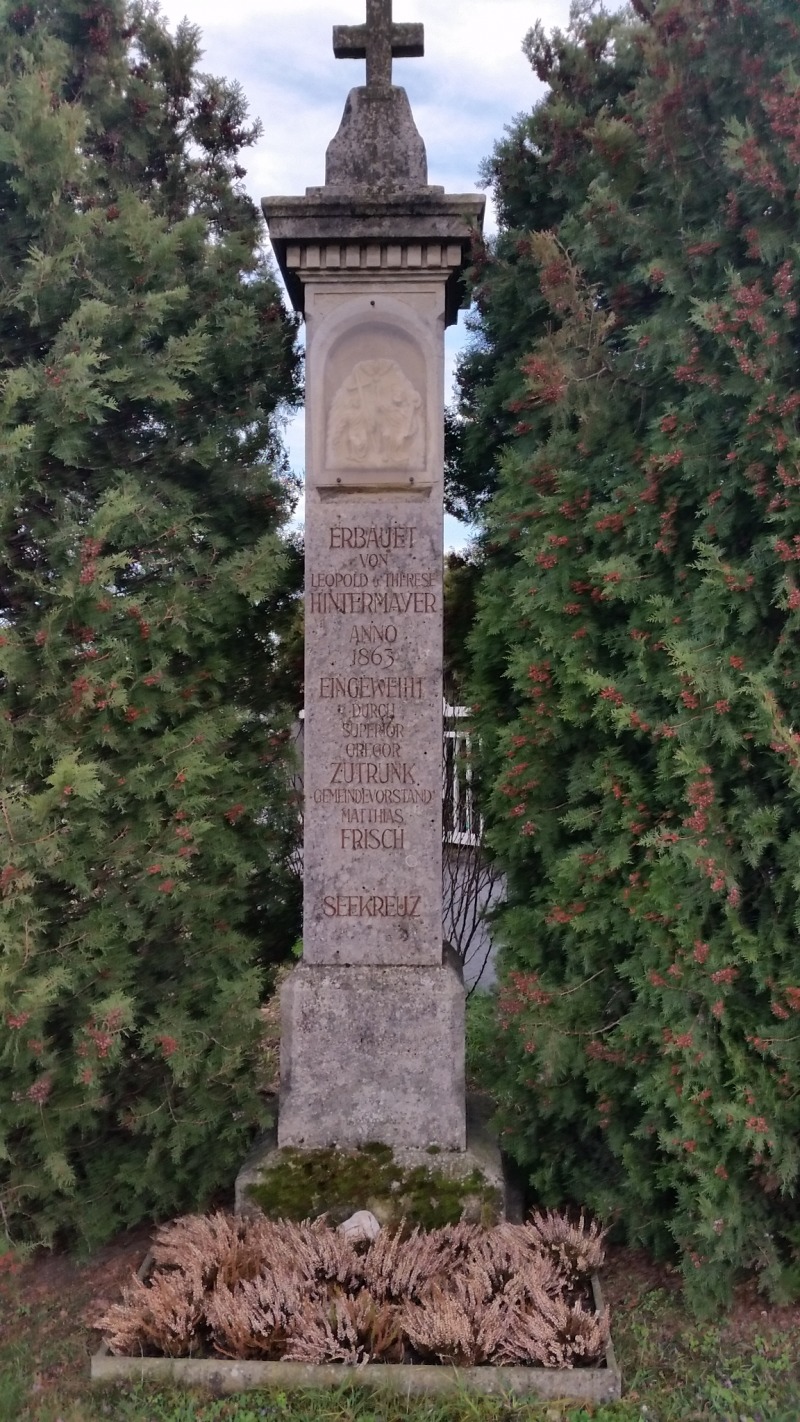 ERBAUET
VON
LEOPOLD & THERESE
HINTERMAYER
ANNO
1863
EINGEWEIHT
DURCH
SUPERIOR
GREGOR
ZUTRUNK
GEMEINDEVORSTAND
MATTHIAS
FRISCH
SEEKREUZ